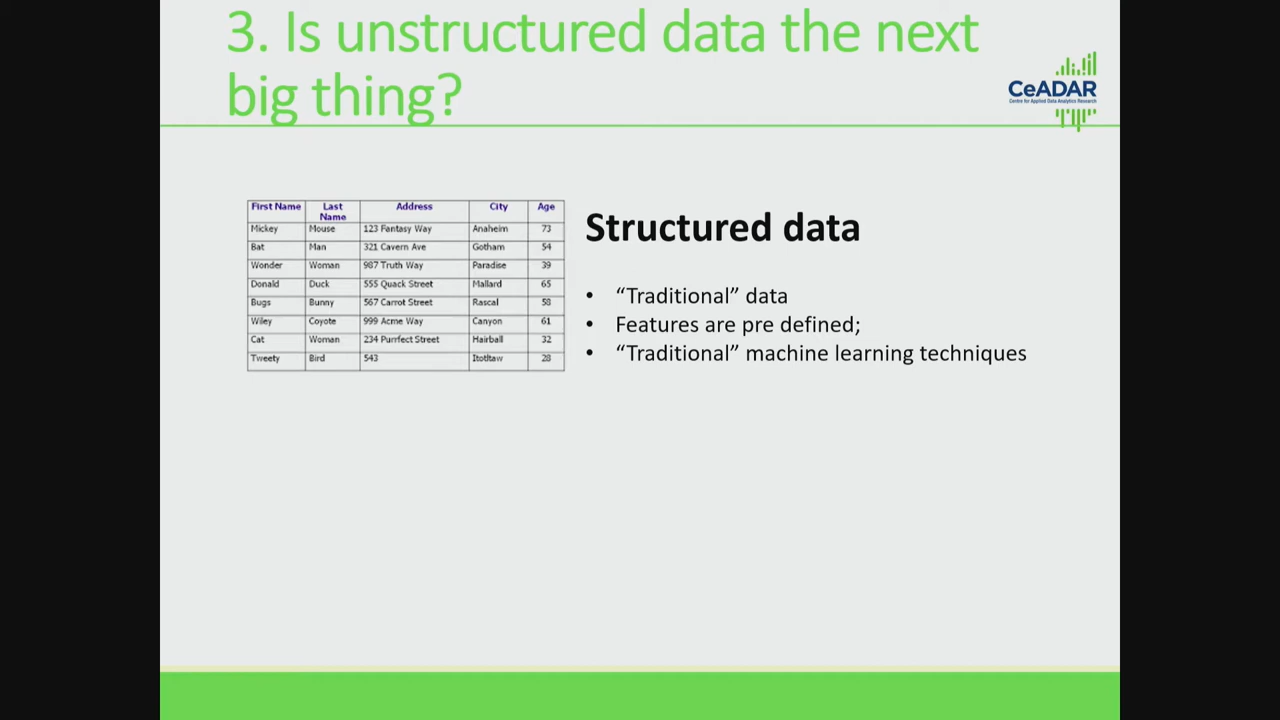 3. Is unstructured data the next
big thing?
CeADAR
Centre for Applied Data Analytics Research
First Name Last Name Address City Age
Mickey Mouse 123 Fantasy Way Anaheim 73
Bat Man 321 Cavern Ave Gotham 54
Wonder Woman 987 Truth Way Paradise 39
Donald Duck 555 Quack Street Mallard 65
Bugs Bunny 567 Carrot Street Rascal 58
Wiley Coyote 999 Acme Way Canyon 61
Cat Woman 234 Purrfect Street Hairball 32
Tweety Bird 543 Itotltaw 28
Structured data
• “Traditional” data
• Features are pre defined;
• “Traditional” machine learning techniques